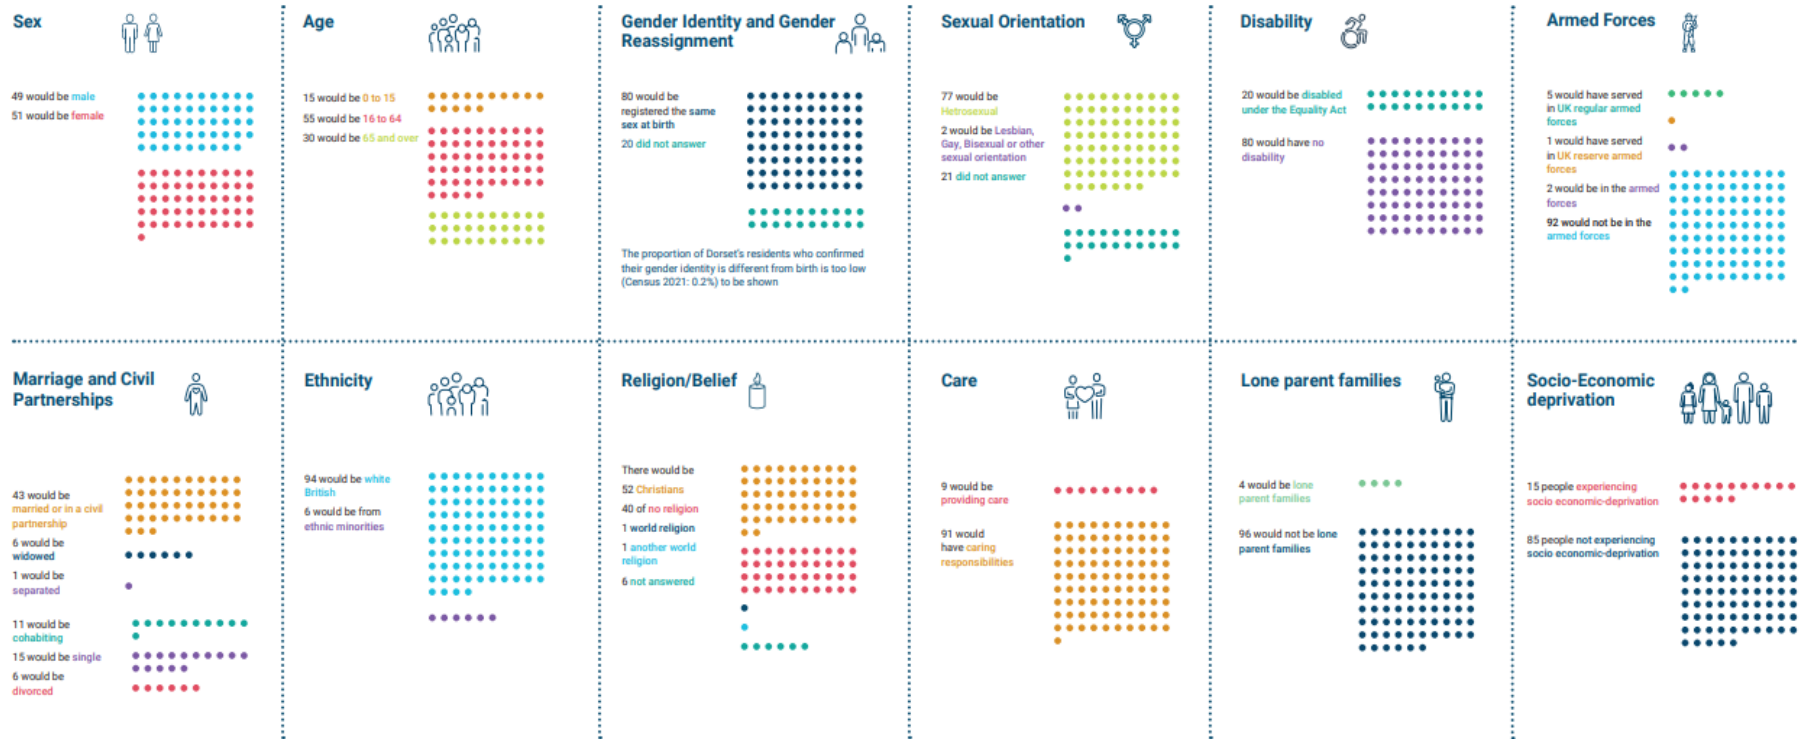 Sex
49 would be male
51 would be female
Age
15 would be 0 to 15
55 would be 16 to 64
30 would be 65 and over
Gender Identity and Gender
Reassignment
80 would be
registered the same
sex at birth
20 did not answer
The proportion of Dorset's residents who confirmed
their gender identity is different from birth is too low
(Census 2021: 0.2%) to be shown
Sexual Orientation
77 would be
Hetrosexual
2 would be Lesbian,
Gay, Bisexual or other
sexual orientation
21 did not answer
Disability
20 would be disabled
under the Equality Act
80 would have no
disability
Armed Forces
5 would have served
in UK regular armed
forces
1 would have served
in UK reserve armed
forces
2 would be in the armed
forces
92 would not be in the
armed forces
Marriage and Civil
Partnerships
43 would be
married or in a civil
partnership
6 would be
widowed
1 would be
separated
11 would be
cohabiting
15 would be single
6 would be
divorced
Ethnicity
94 would be white
British
6 would be from
ethnic minorities
Religion/Belief
There would be
52 Christians
40 of no religion
1 world religion
1 another world
religion
6 not answered
Care
9 would be
providing care
91 would
have caring
responsibilities
Lone parent families
4 would be lone
parent families
96 would not be lone
parent families
Socio-Economic
deprivation
15 people experiencing
socio economic-deprivation
85 people not experiencing
socio economic-deprivation